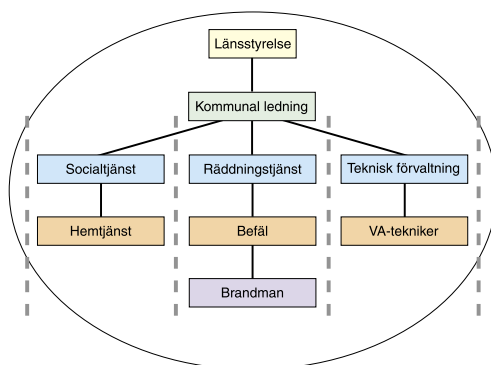 Länsstyrelse
Kommunal ledning
Socialtjänst
Räddningstjänst
Teknisk förvaltning
Hemtjänst
Befäl
VA-tekniker
Brandman